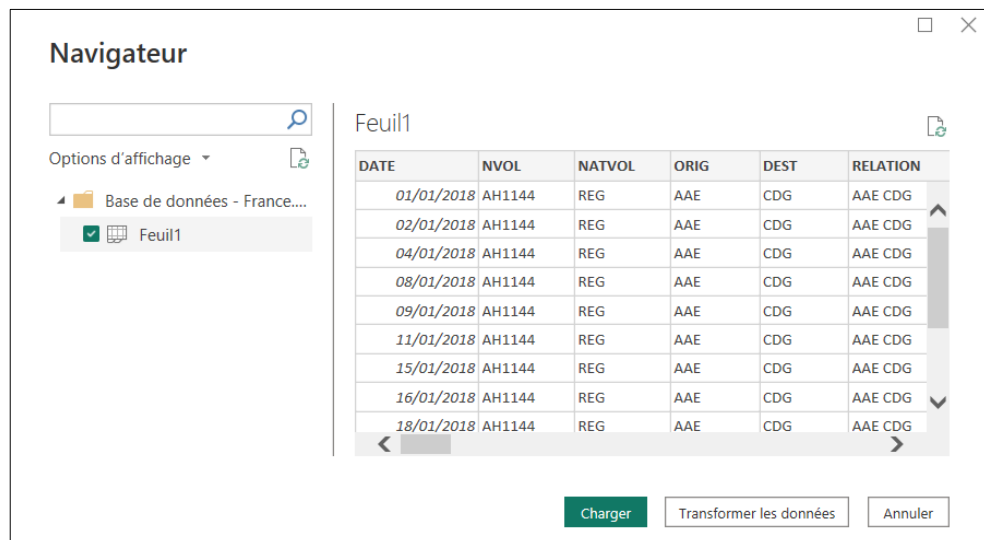 Navigateur
Options d'affichage
Base de données - France....
Feuil1
Feuil1
DATE NVOL NATVOL ORIG DEST RELATION
01/01/2018 AH1144 REG AAE CDG AAE CDG
02/01/2018 AH1144 REG AAE CDG AAE CDG
04/01/2018 AH1144 REG AAE CDG AAE CDG
08/01/2018 AH1144 REG AAE CDG AAE CDG
09/01/2018 AH1144 REG AAE CDG AAE CDG
11/01/2018 AH1144 REG AAE CDG AAE CDG
15/01/2018 AH1144 REG AAE CDG AAE CDG
16/01/2018 AH1144 REG AAE CDG AAE CDG
18/01/2018 AH1144 REG AAE CDG AAE CDG
Charger Transformer les données Annuler